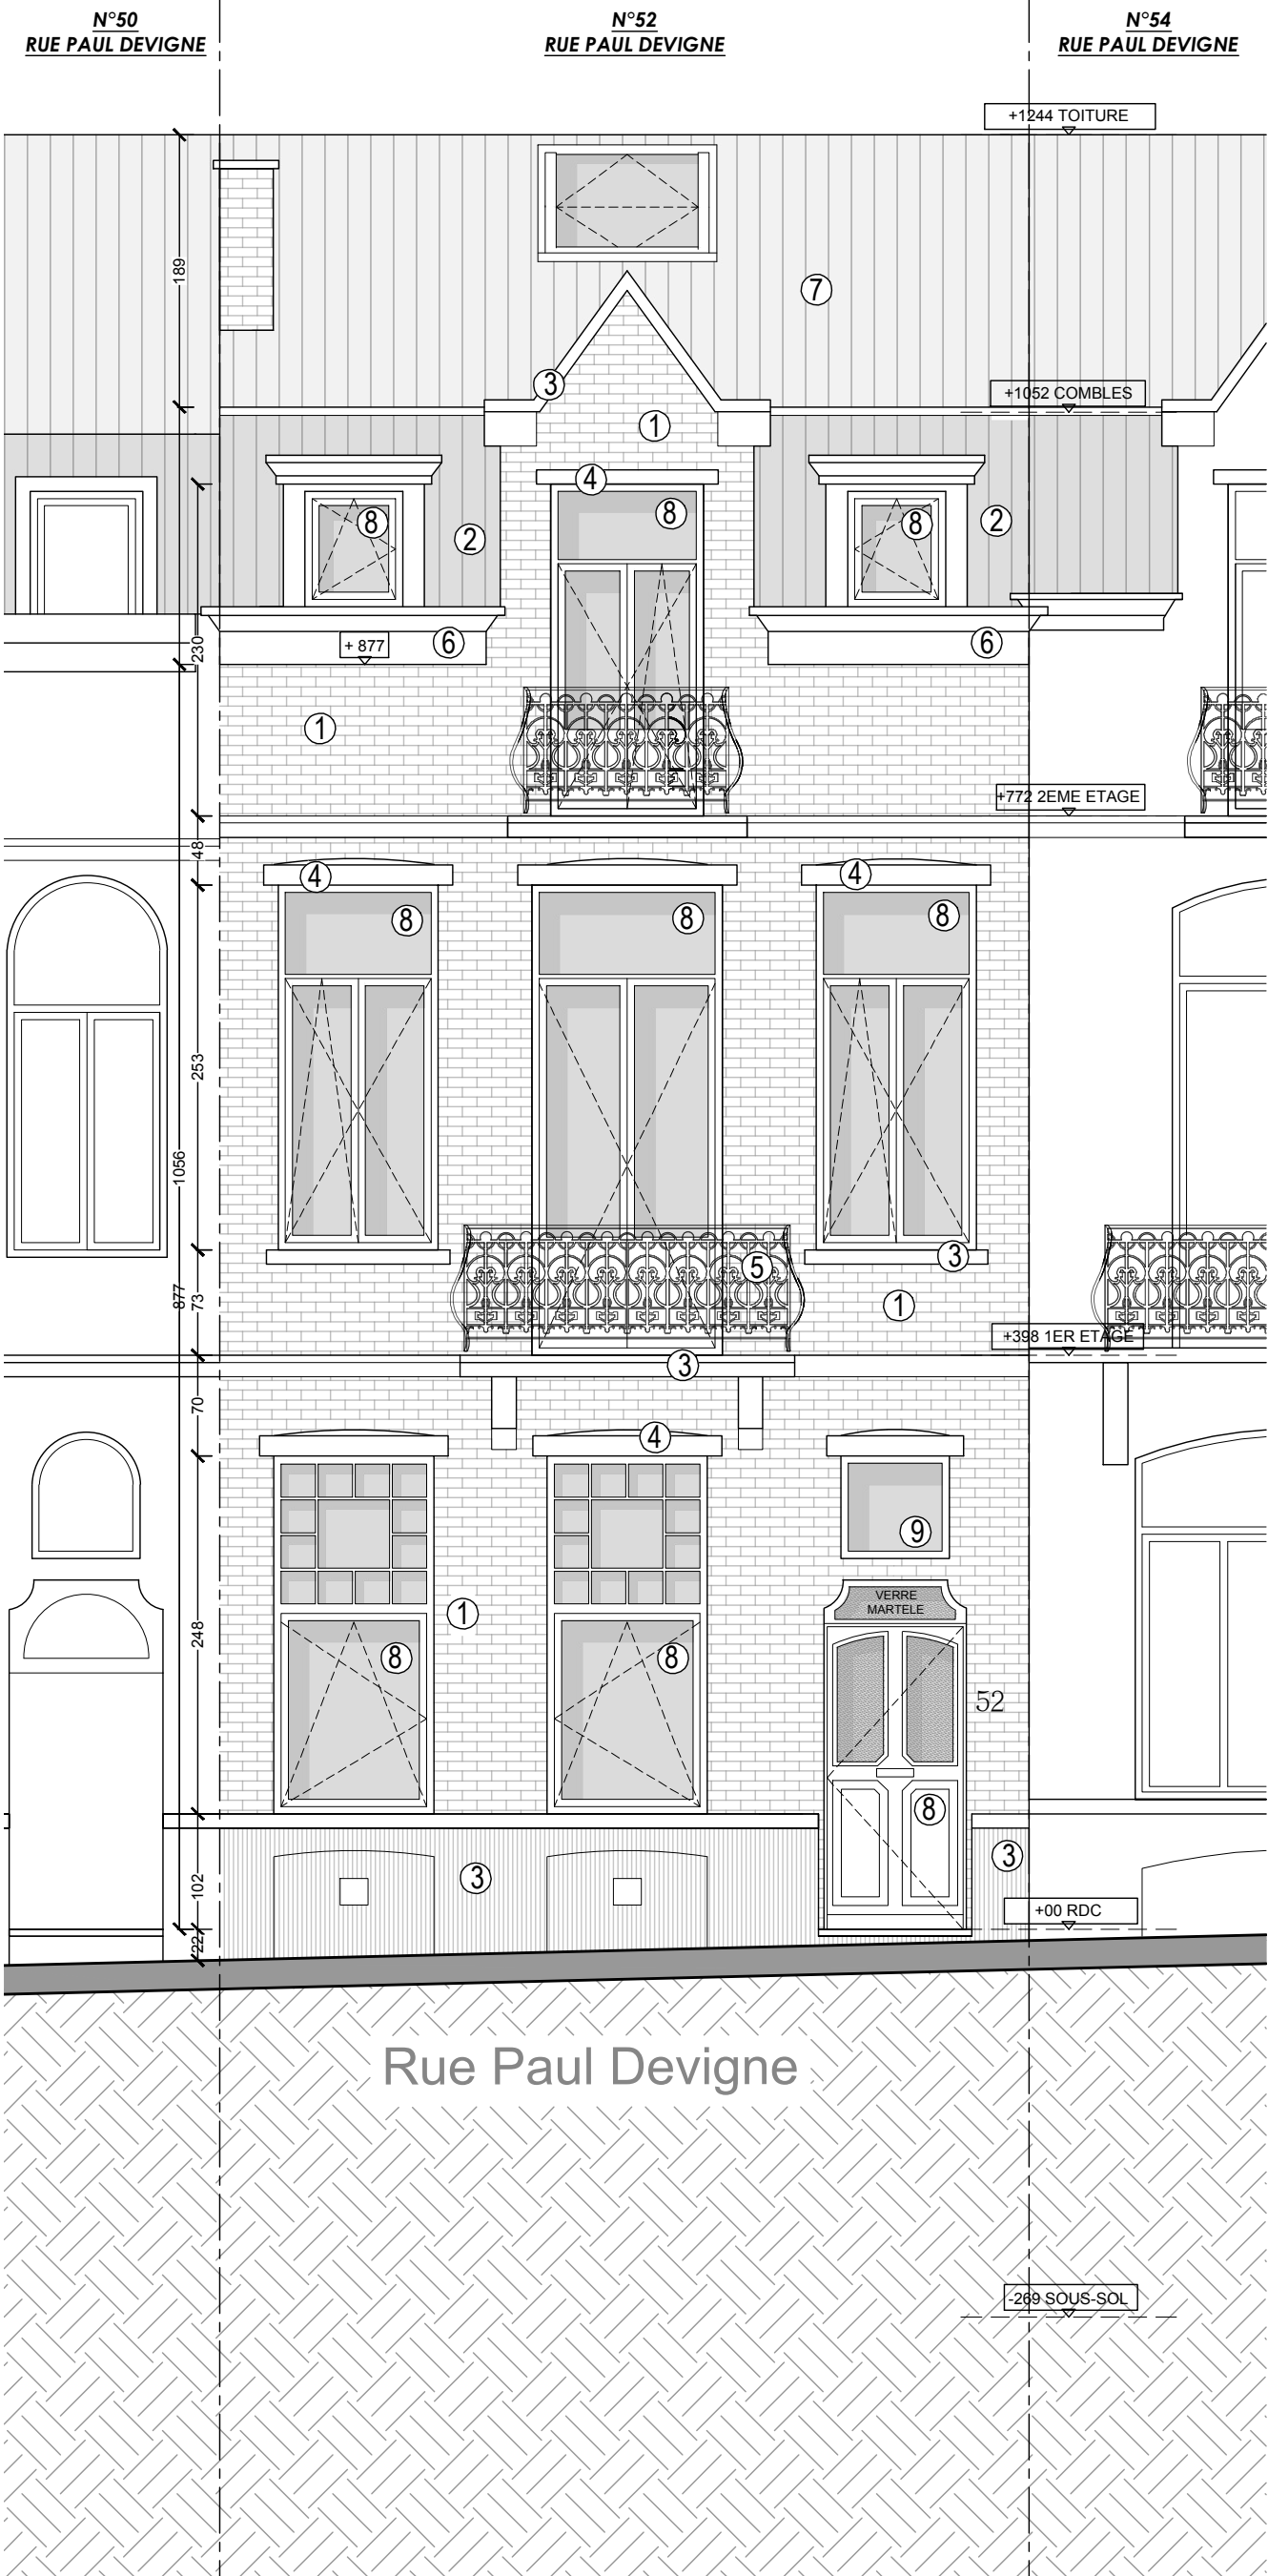 N°50
RUE PAUL DEVIGNE
N°52
RUE PAUL DEVIGNE
N°54
RUE PAUL DEVIGNE
+1244 TOITURE
189
7
3
+1052 COMBLES
1
4
8
8
8
2
2
230
+ 877
6
6
1
+772 2EME ETAGE
48
4
4
8
8
8
253
1056
877
73
5
3
1
+398 1ER ETAGE
3
70
4
9
VERRE
MARTELE
1
248
8
8
52
8
3
3
102
+00 RDC
22
Rue Paul Devigne
-269 SOUS-SOL